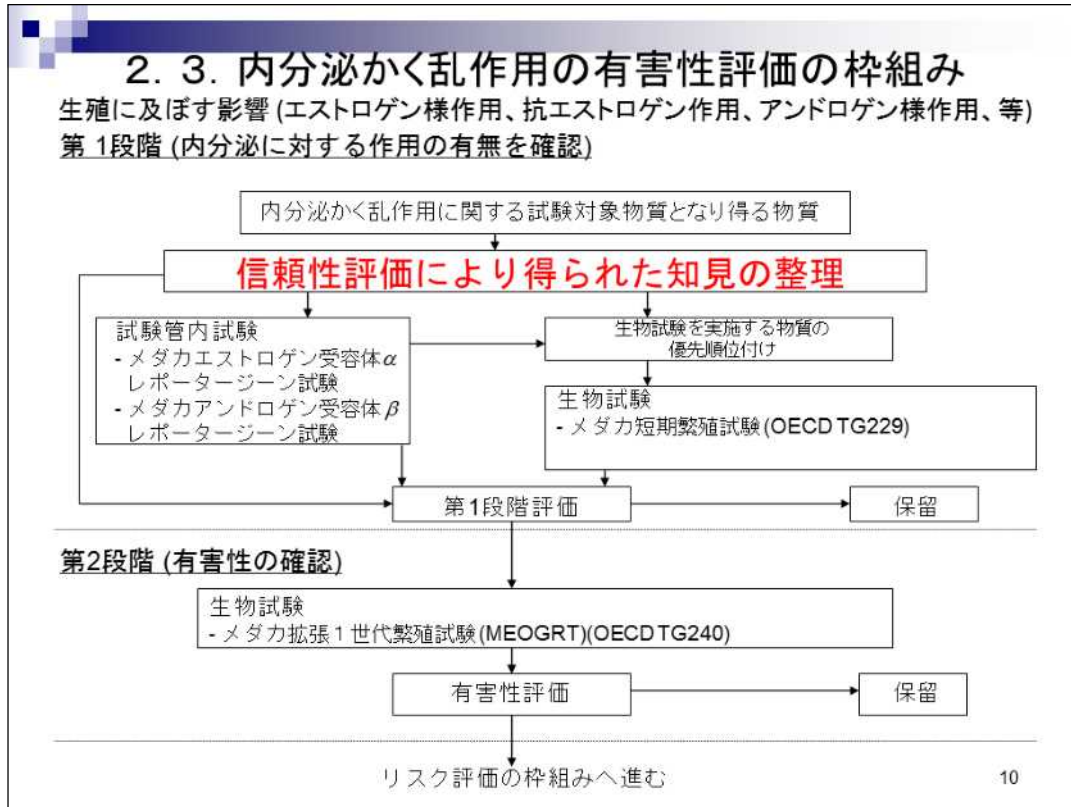 2. 3. 内分泌かく乱作用の有害性評価の枠組み
生殖に及ぼす影響 (エストロゲン様作用、抗エストロゲン作用、アンドロゲン様作用、等)
第 1段階 (内分泌に対する作用の有無を確認)
内分泌かく乱作用に関する試験対象物質となり得る物質
信頼性評価により得られた知見の整理
試験管内試験
- メダカエストロゲン受容体α
レポータージーン試験
- メダカアンドロゲン受容体β
レポータージーン試験
生物試験を実施する物質の
優先順位付け
生物試験
- メダカ短期繁殖試験(OECD TG229)
第1段階評価
保留
第2段階 (有害性の確認)
生物試験
- メダカ拡張1世代繁殖試験(MEOGRT)(OECD TG240)
有害性評価
保留
リスク評価の枠組みへ進む
10